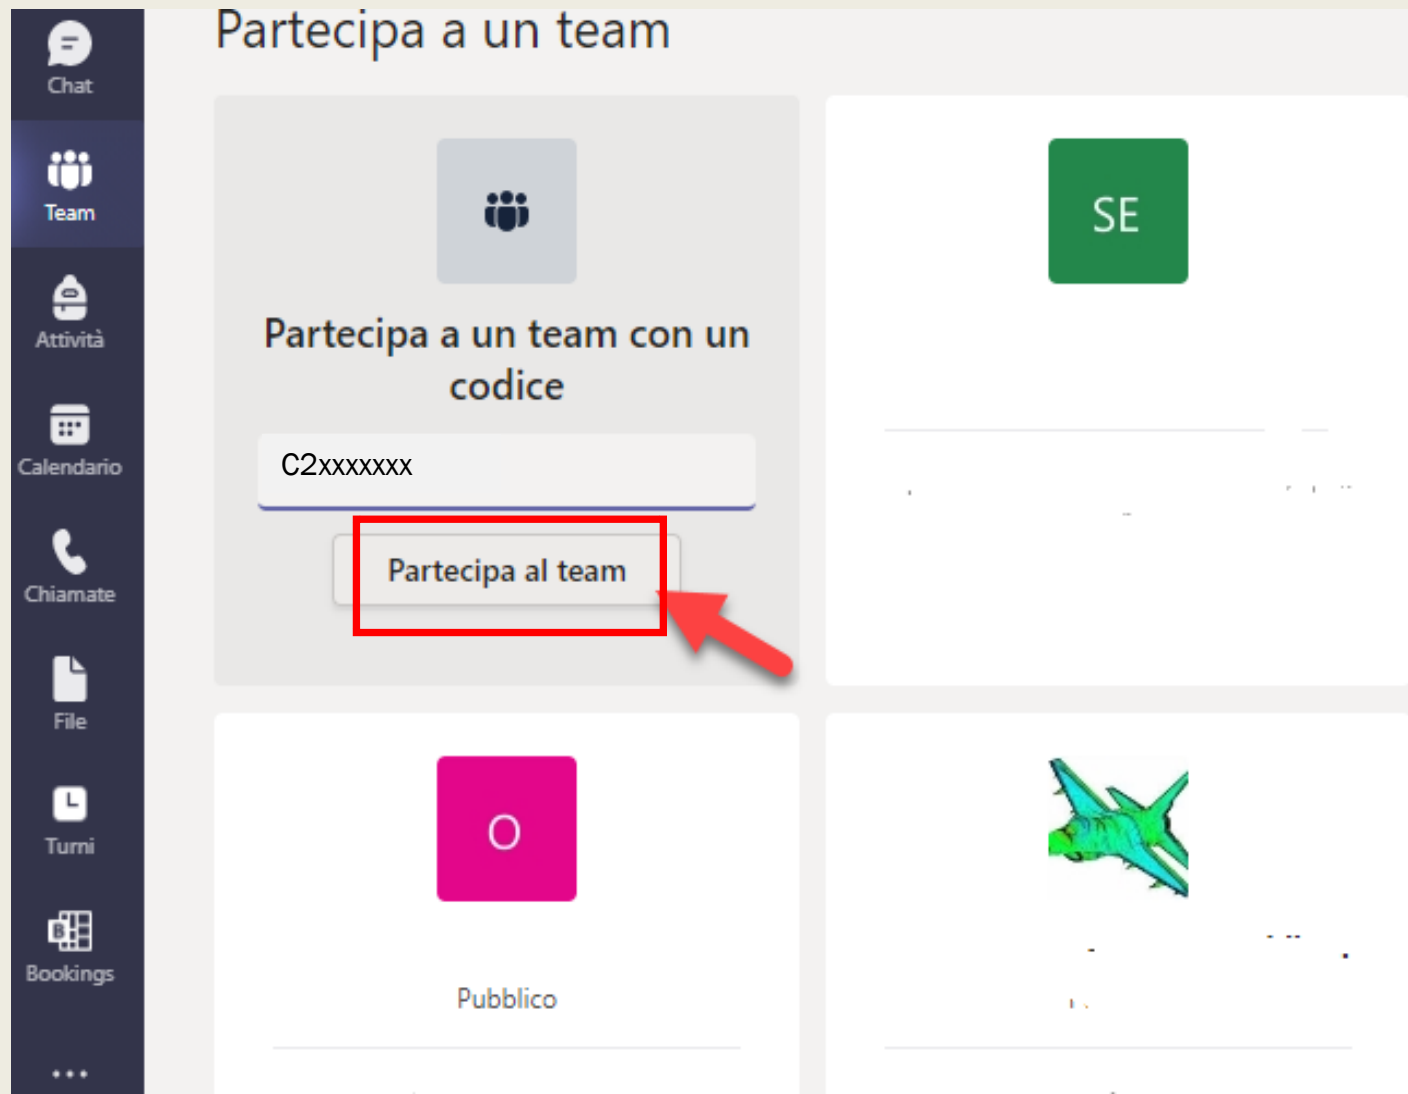 Partecipa a un team
Chat
Team
Attività
Calendario
Chiamate
File
Turni
Bookings
Partecipa a un team con un
codice
C2xxxxxxx
Partecipa al team
SE
O
Pubblico
B